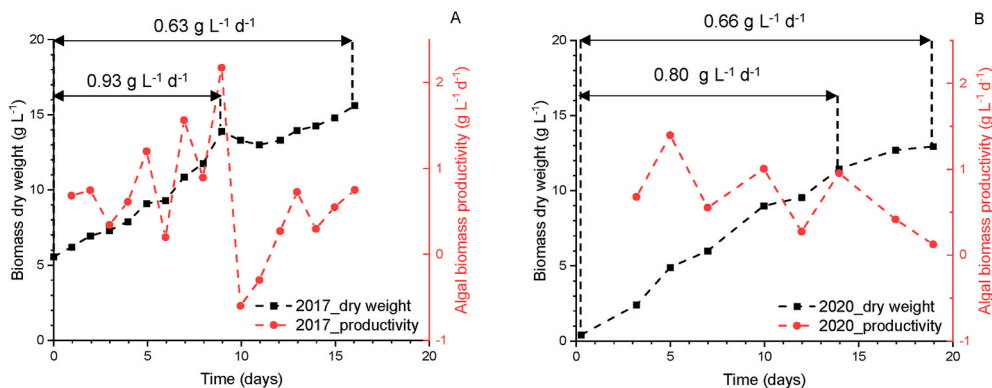 A
0.63 g L-1 d-1
0.93 g L-1 d-1
Biomass dry weight (g L-1)
20
15
10
5
0
2
1
0
-1
Algal biomass productivity (g L-1 d-1)
2017_dry weight
2017_productivity
0 5 10 15 20
Time (days)
B
0.66 g L-1 d-1
0.80 g L-1 d-1
Biomass dry weight (g L-1)
20
15
10
5
0
2
1
0
-1
Algal biomass productivity (g L-1 d-1)
2020_dry weight
2020_productivity
0 5 10 15 20
Time (days)